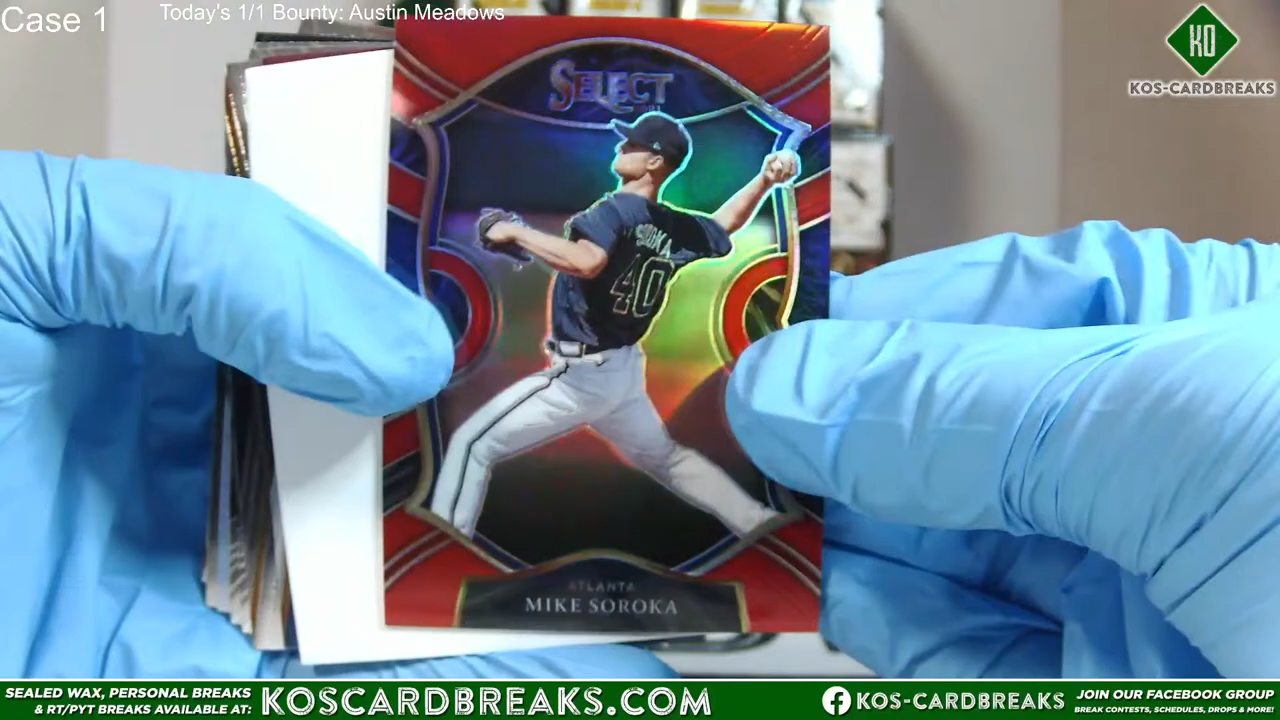 Case 1
Today's 1/1 Bounty: Austin Meadows
KO
KOS-CARDBREAKS
SELECT
SOROKA
40
ATLANTA
MIKE SOROKA
SEALED WAX, PERSONAL BREAKS
& RT/PYT BREAKS AVAILABLE AT:
KOSCARDBREAKS.COM
KOS-CARDBREAKS
JOIN OUR FACEBOOK GROUP
BREAK CONTESTS, SCHEDULES, DROPS & MORE!